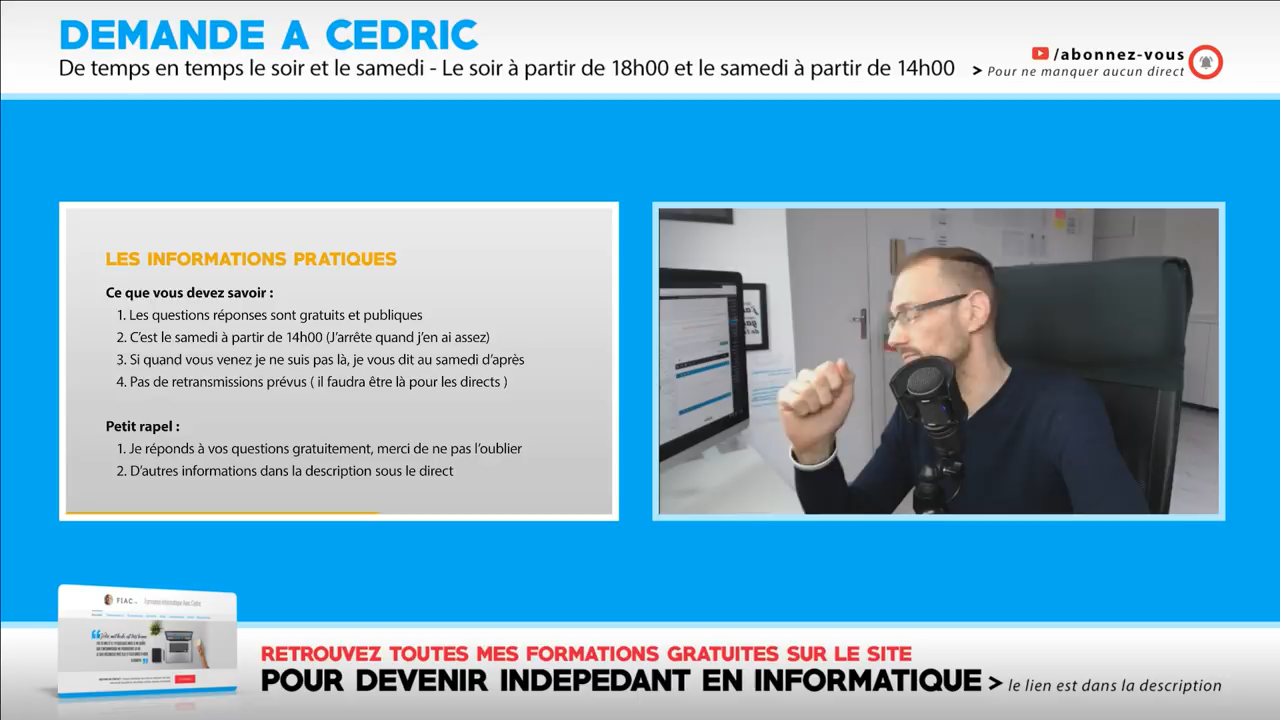 DEMANDE A CEDRIC
De temps en temps le soir et le samedi - Le soir à partir de 18h00 et le samedi à partir de 14h00
/abonnez-vous
> Pour ne manquer aucun direct
LES INFORMATIONS PRATIQUES
Ce que vous devez savoir :
1. Les questions réponses sont gratuits et publiques
2. C'est le samedi à partir de 14h00 (J'arrête quand j'en ai assez)
3. Si quand vous venez je ne suis pas là, je vous dit au samedi d'après
4. Pas de retransmissions prévus ( il faudra être là pour les directs )
Petit rapel :
1. Je réponds à vos questions gratuitement, merci de ne pas l'oublier
2. D'autres informations dans la description sous le direct
FIAC
RETROUVEZ TOUTES MES FORMATIONS GRATUITES SUR LE SITE
POUR DEVENIR INDEPEDANT EN INFORMATIQUE > le lien est dans la description